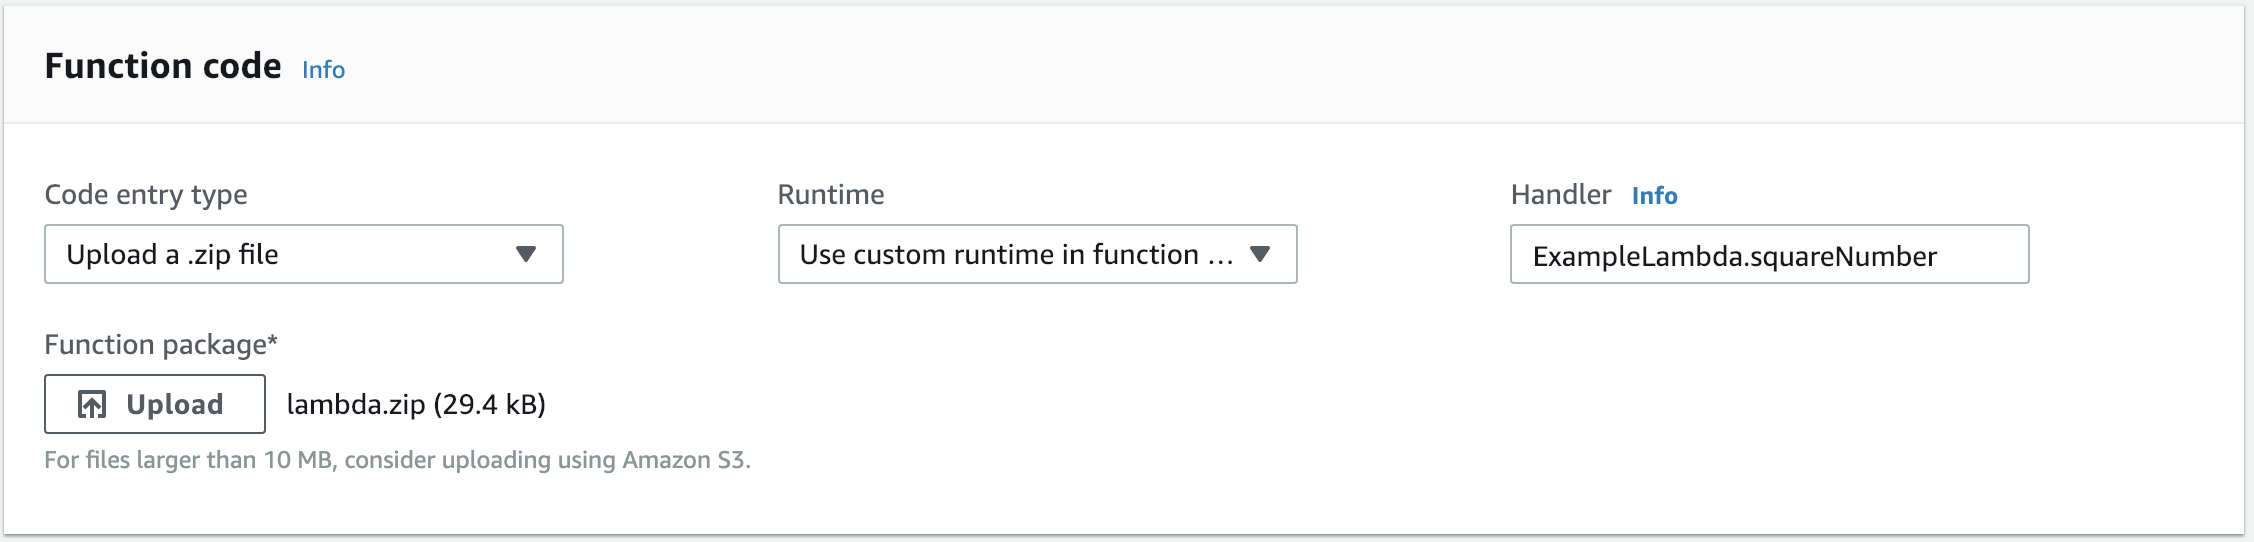 Function code Info
Code entry type Runtime Handler Info
Upload a .zip file Use custom runtime in function ... ExampleLambda.squareNumber
Function package*
Upload lambda.zip (29.4 kB)
For files larger than 10 MB, consider uploading using Amazon S3.